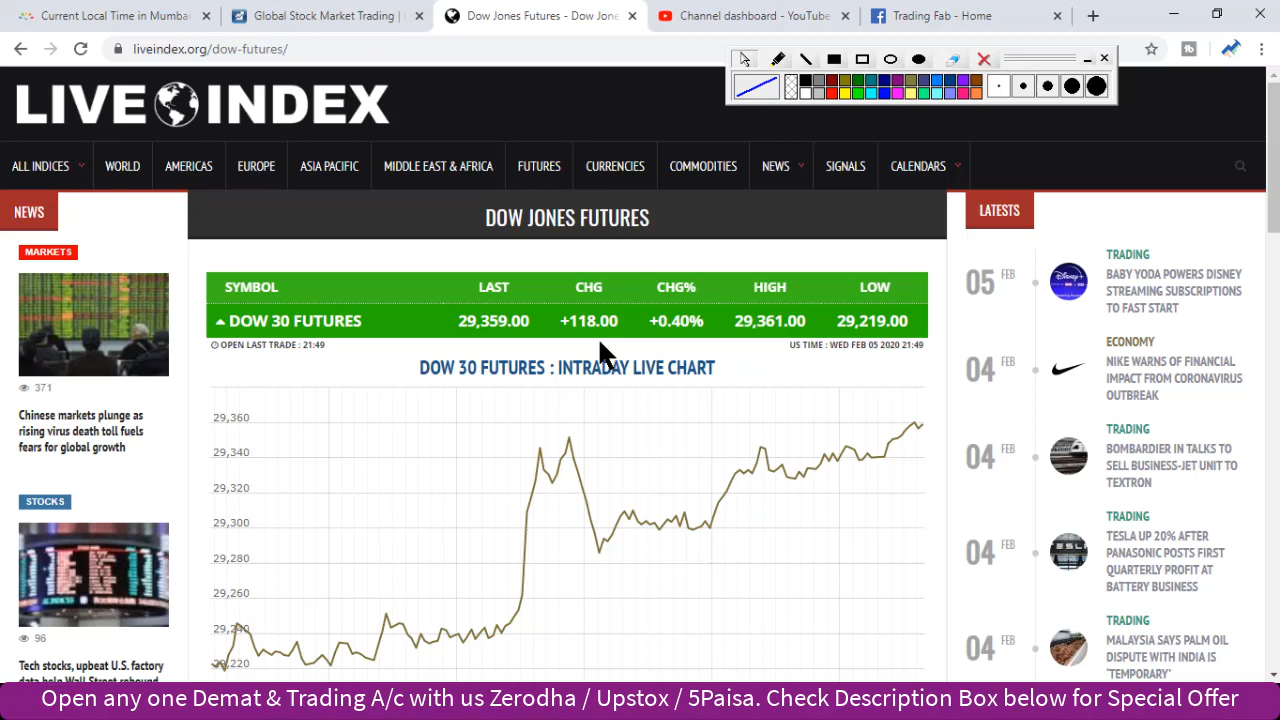 Current Local Time in Mumbai
Global Stock Market Trading |
Dow Jones Futures - Dow Jone
Channel dashboard - YouTube
Trading Fab - Home
liveindex.org/dow-futures/
LIVE INDEX
ALL INDICES
WORLD
AMERICAS
EUROPE
ASIA PACIFIC
MIDDLE EAST & AFRICA
FUTURES
CURRENCIES
COMMODITIES
NEWS
SIGNALS
CALENDARS
NEWS
MARKETS
371
Chinese markets plunge as
rising virus death toll fuels
fears for global growth
STOCKS
96
Tech stocks, upbeat U.S. factory
DOW JONES FUTURES
SYMBOL LAST CHG CHG% HIGH LOW
DOW 30 FUTURES 29,359.00 +118.00 +0.40% 29,361.00 29,219.00
OPEN LAST TRADE : 21:49
US TIME : WED FEB 05 2020 21:49
DOW 30 FUTURES : INTRADAY LIVE CHART
29,360
29,340
29,320
29,300
29,280
29,260
29,240
29,220
LATESTS
05 FEB
TRADING
BABY YODA POWERS DISNEY
STREAMING SUBSCRIPTIONS
TO FAST START
04 FEB
ECONOMY
NIKE WARNS OF FINANCIAL
IMPACT FROM CORONAVIRUS
OUTBREAK
04 FEB
TRADING
BOMBARDIER IN TALKS TO
SELL BUSINESS-JET UNIT TO
TEXTRON
04 FEB
TRADING
TESLA UP 20% AFTER
PANASONIC POSTS FIRST
QUARTERLY PROFIT AT
BATTERY BUSINESS
04 FEB
TRADING
MALAYSIA SAYS PALM OIL
DISPUTE WITH INDIA IS
'TEMPORARY'
Open any one Demat & Trading A/c with us Zerodha / Upstox / 5Paisa. Check Description Box below for Special Offer